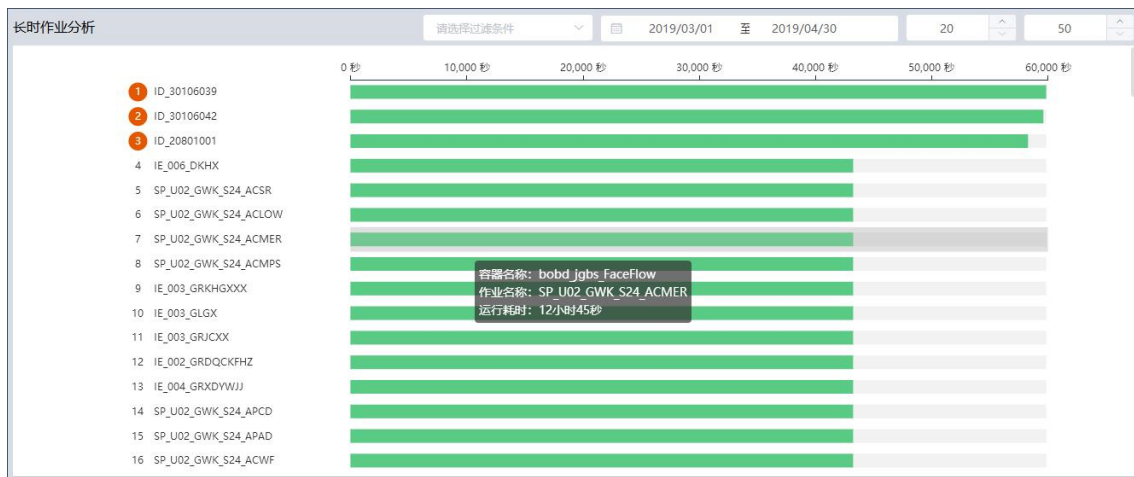 长时作业分析 请选择过滤条件 2019/03/01 至 2019/04/30 20 50
0 秒 10,000 秒 20,000 秒 30,000 秒 40,000 秒 50,000 秒 60,000 秒
1 ID_30106039
2 ID_30106042
3 ID_20801001
4 IE_006_DKHX
5 SP_U02_GWK_S24_ACSR
6 SP_U02_GWK_S24_ACLOW
7 SP_U02_GWK_S24_ACMER
8 SP_U02_GWK_S24_ACMPS
容器名称：bobd_jgbs_FaceFlow
作业名称：SP_U02_GWK_S24_ACMER
运行耗时：12小时45秒
9 IE_003_GRKHGXXX
10 IE_003_GLGX
11 IE_003_GRJCXX
12 IE_002_GRDQCKFHZ
13 IE_004_GRXDYWJJ
14 SP_U02_GWK_S24_APCD
15 SP_U02_GWK_S24_APAD
16 SP_U02_GWK_S24_ACWF